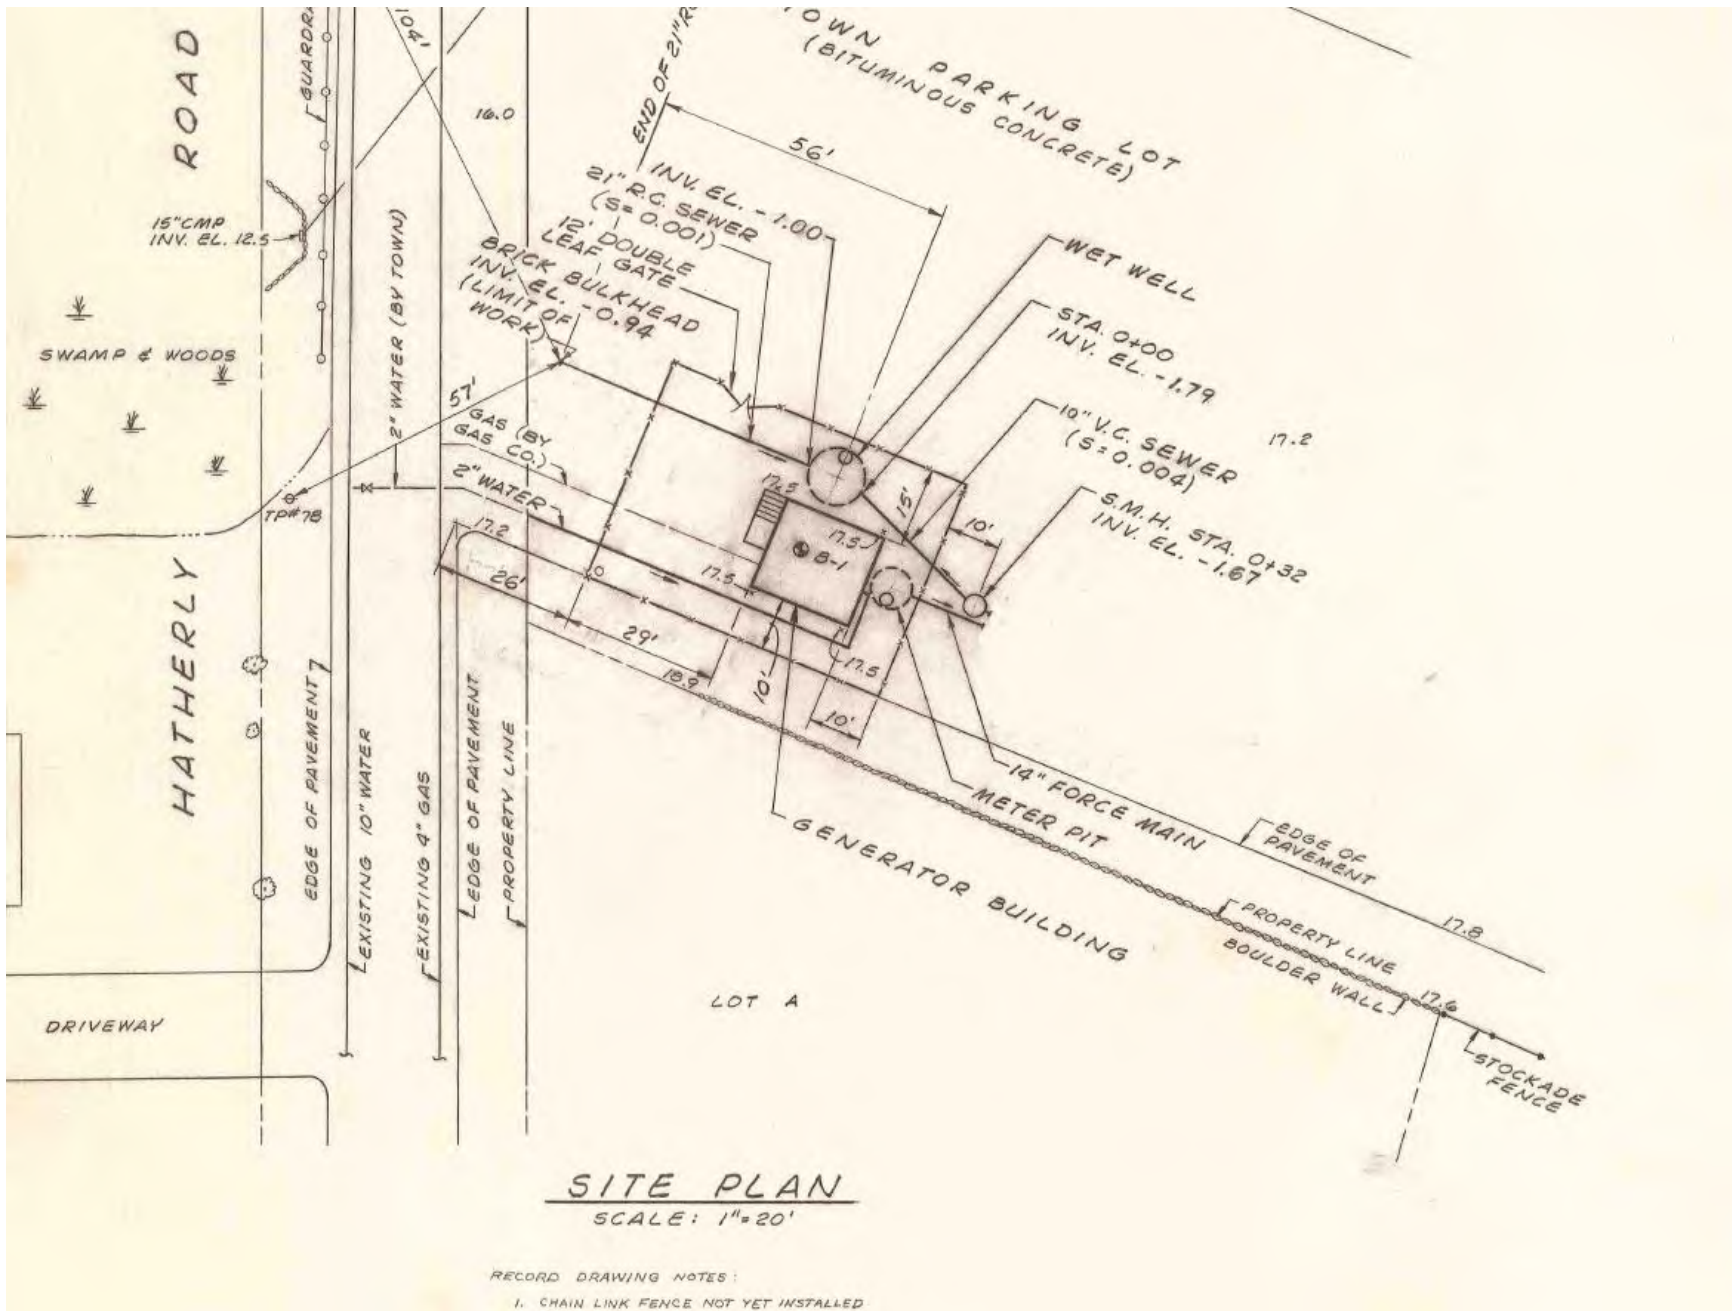 ROAD
GUARDR
104'
16.0
END OF 21" R
OWN PARKING LOT
(BITUMINOUS CONCRETE)
56'
15" CMP
INV. EL. 12.5
2" WATER (BY TOWN)
INV. EL. -1.00
21" R.C. SEWER
(S=0.001)
12' DOUBLE
LEAF GATE
BRICK BULKHEAD
INV. EL. -0.94
(LIMIT OF
WORK)
WET WELL
STA. 0+00
INV. EL. -1.79
10" V.C. SEWER
(S=0.004)
17.2
S.M.H. STA. 0+32
INV. EL. -1.67
SWAMP & WOODS
57'
GAS (BY
GAS CO.)
2" WATER
TP#78
17.2
17.5
15'
10'
17.5
B-1
17.5
26'
29'
18.9
10'
17.5
10'
HATHERLY
EDGE OF PAVEMENT
EXISTING 10" WATER
EXISTING 4" GAS
EDGE OF PAVEMENT
PROPERTY LINE
14" FORCE MAIN
METER PIT
GENERATOR BUILDING
EDGE OF
PAVEMENT
17.8
PROPERTY LINE
BOULDER WALL
17.6
STOCKADE
FENCE
LOT A
DRIVEWAY
SITE PLAN
SCALE: 1"=20'
RECORD DRAWING NOTES:
1. CHAIN LINK FENCE NOT YET INSTALLED